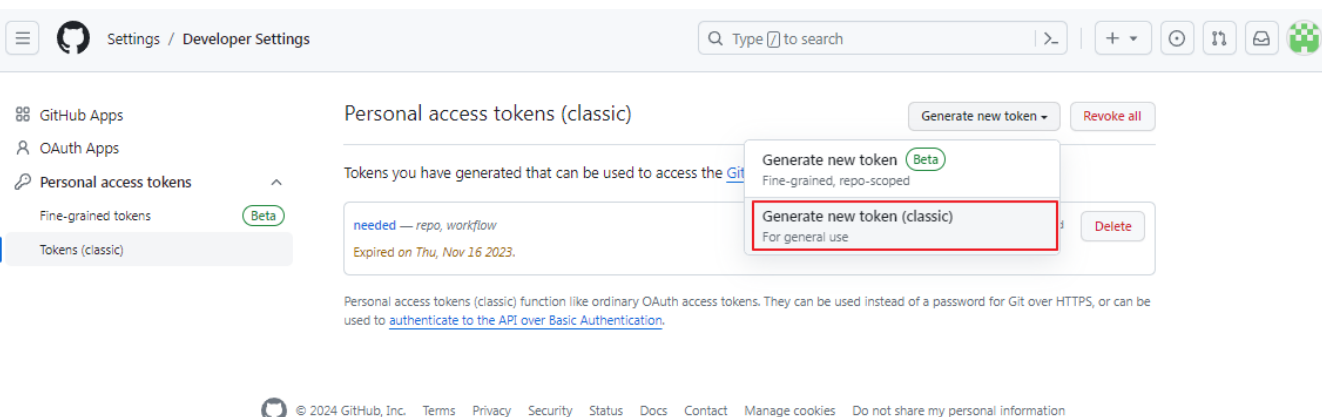 Settings / Developer Settings
Type / to search
GitHub Apps
OAuth Apps
Personal access tokens
Fine-grained tokens Beta
Tokens (classic)
Personal access tokens (classic)
Generate new token
Revoke all
Generate new token Beta
Fine-grained, repo-scoped
Generate new token (classic)
For general use
Tokens you have generated that can be used to access the Git
needed — repo, workflow
Delete
Expired on Thu, Nov 16 2023.
Personal access tokens (classic) function like ordinary OAuth access tokens. They can be used instead of a password for Git over HTTPS, or can be
used to authenticate to the API over Basic Authentication.
© 2024 GitHub, Inc. Terms Privacy Security Status Docs Contact Manage cookies Do not share my personal information